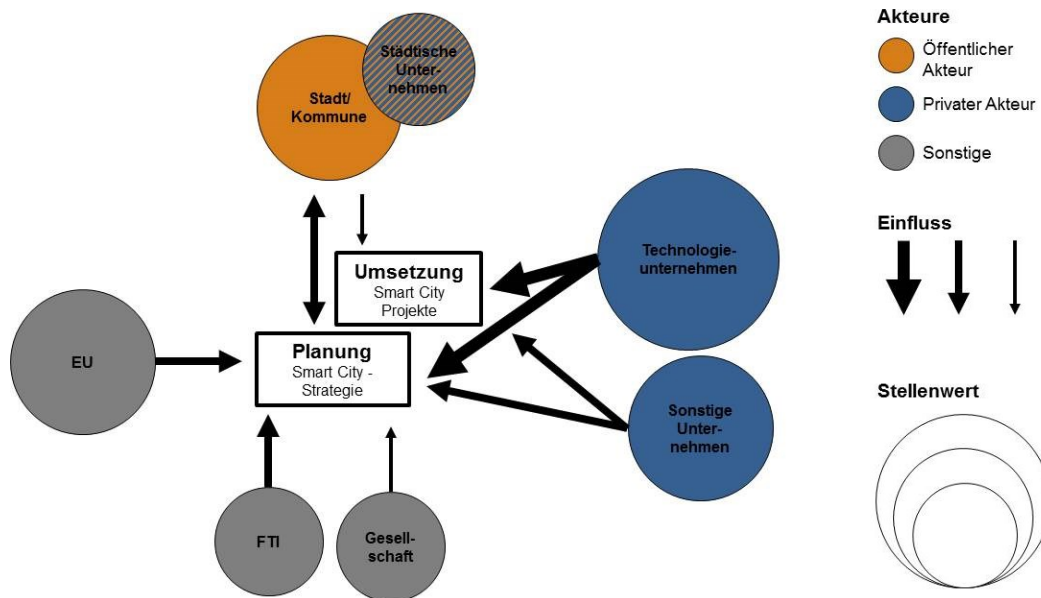 Städtische
Unter-
nehmen
Stadt/
Kommune
Umsetzung
Smart City
Projekte
Planung
Smart City -
Strategie
Technologie-
unternehmen
EU
Sonstige
Unter-
nehmen
FTI
Gesell-
schaft
Akteure
Öffentlicher
Akteur
Privater Akteur
Sonstige
Einfluss
Stellenwert